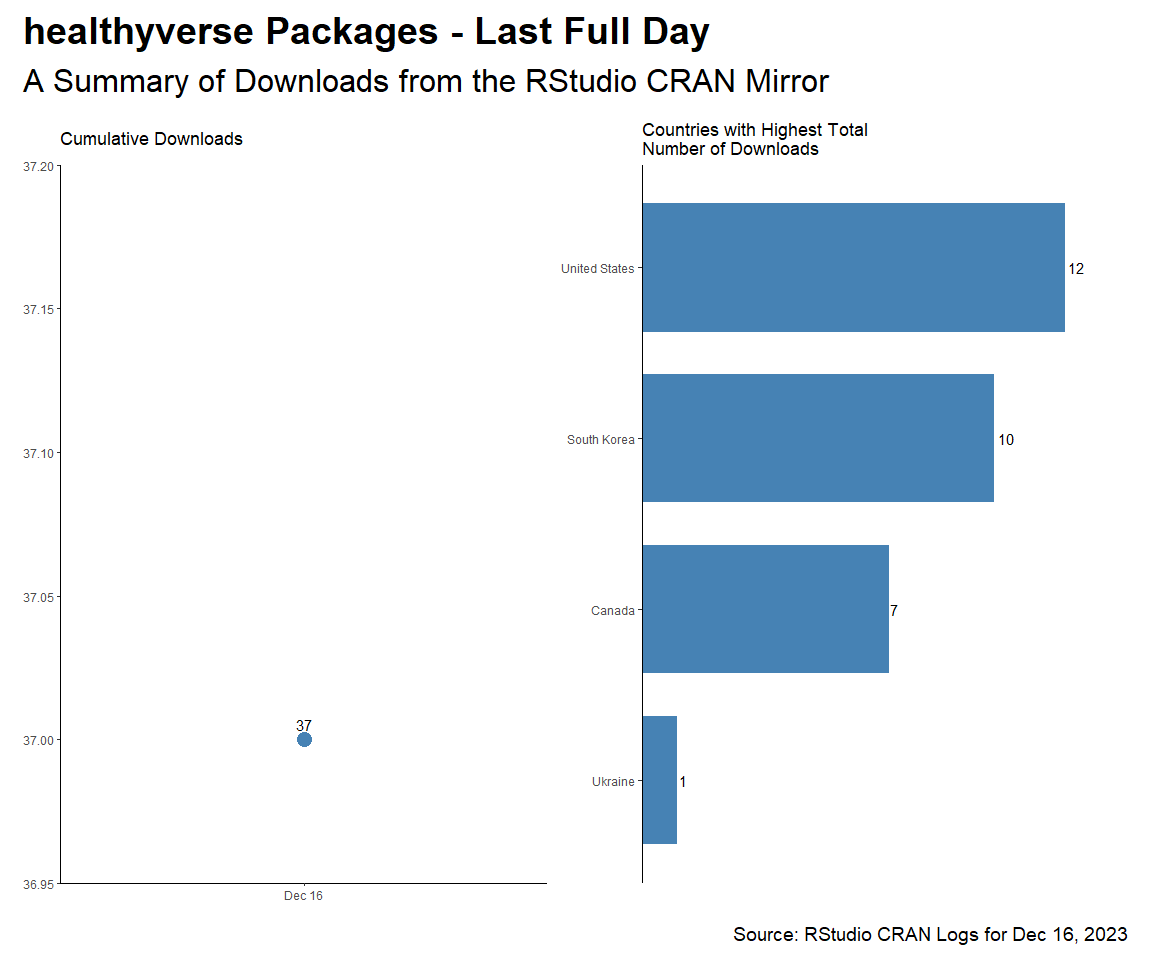 healthyverse Packages - Last Full Day
A Summary of Downloads from the RStudio CRAN Mirror
Cumulative Downloads
37.20
37.15
37.10
37.05
37.00
36.95
37
Dec 16
Countries with Highest Total
Number of Downloads
United States
12
South Korea
10
Canada
7
Ukraine
1
Source: RStudio CRAN Logs for Dec 16, 2023